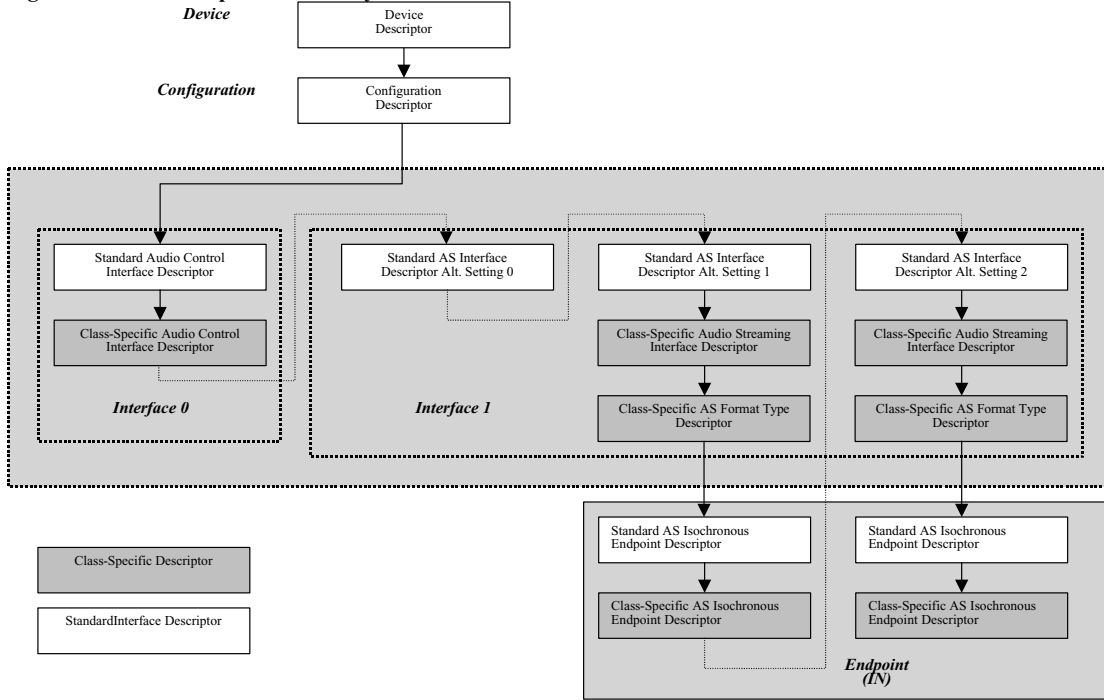 Device
Device
Descriptor
Configuration
Configuration
Descriptor
Standard Audio Control
Interface Descriptor
Standard AS Interface
Descriptor Alt. Setting 0
Standard AS Interface
Descriptor Alt. Setting 1
Standard AS Interface
Descriptor Alt. Setting 2
Class-Specific Audio Control
Interface Descriptor
Class-Specific Audio Streaming
Interface Descriptor
Class-Specific Audio Streaming
Interface Descriptor
Interface 0
Interface 1
Class-Specific AS Format Type
Descriptor
Class-Specific AS Format Type
Descriptor
Standard AS Isochronous
Endpoint Descriptor
Standard AS Isochronous
Endpoint Descriptor
Class-Specific Descriptor
Class-Specific AS Isochronous
Endpoint Descriptor
Class-Specific AS Isochronous
Endpoint Descriptor
StandardInterface Descriptor
Endpoint
(IN)